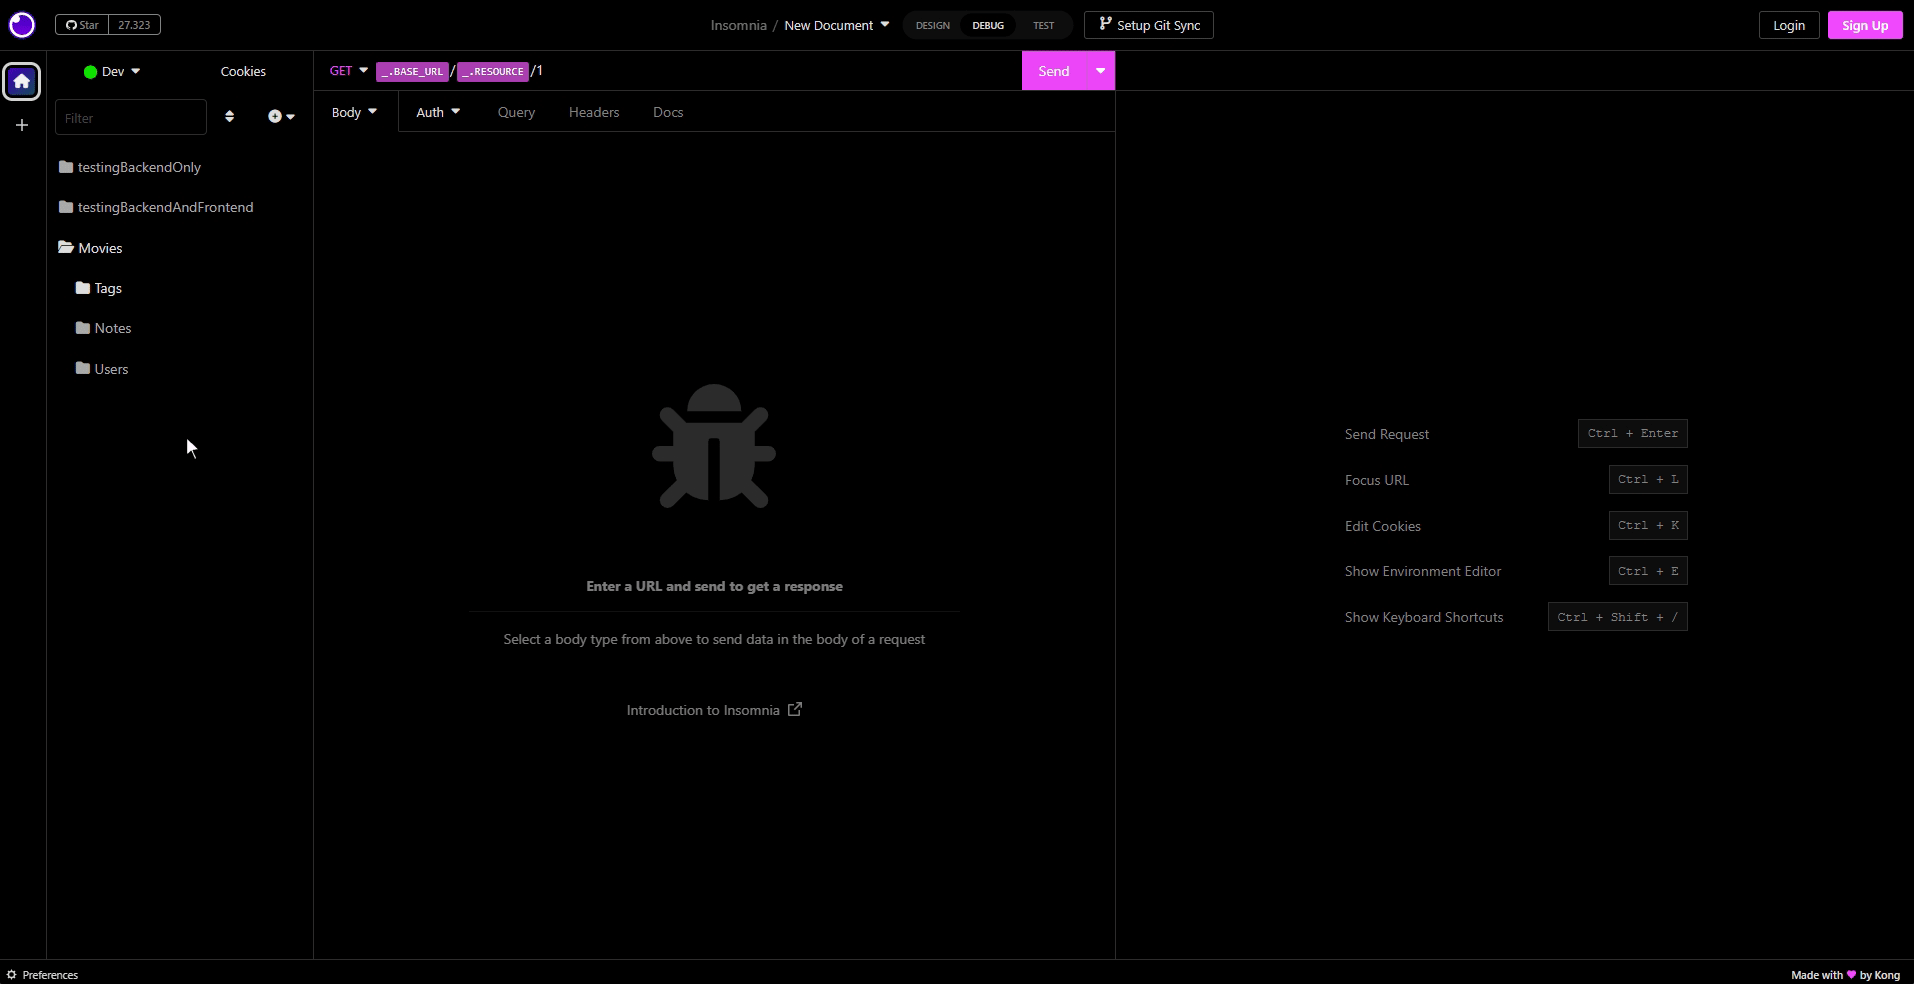 Star 27.323
Insomnia / New Document
DESIGN DEBUG TEST
Setup Git Sync
Login
Sign Up
Dev
Cookies
GET _.BASE_URL/_.RESOURCE/1
Send
Filter
Body
Auth
Query
Headers
Docs
testingBackendOnly
testingBackendAndFrontend
Movies
Tags
Notes
Users
Enter a URL and send to get a response
Select a body type from above to send data in the body of a request
Introduction to Insomnia
Send Request Ctrl + Enter
Focus URL Ctrl + L
Edit Cookies Ctrl + K
Show Environment Editor Ctrl + E
Show Keyboard Shortcuts Ctrl + Shift + /
Preferences
Made with ♥ by Kong